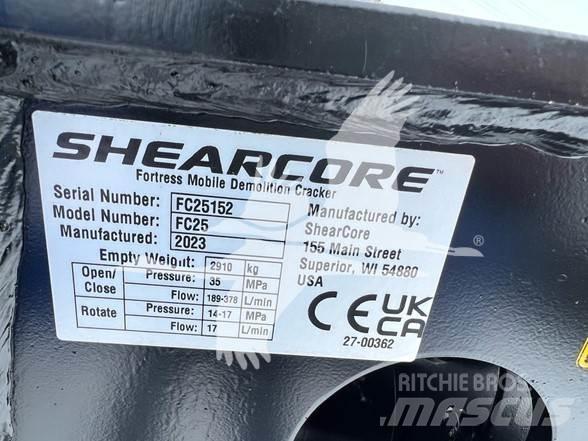 SHEARCORE™
Fortress Mobile Demolition Cracker
Serial Number: FC25152
Model Number: FC25
Manufactured: 2023
Empty Weight: 2910 kg
Open/Close Pressure: 35 MPa
Flow: 189-378 L/min
Rotate Pressure: 14-17 MPa
Flow: 17 L/min
Manufactured by:
ShearCore
155 Main Street
Superior, WI 54880
USA
CE UK CA
27-00362
®
RITCHIE BROS
MASCUS